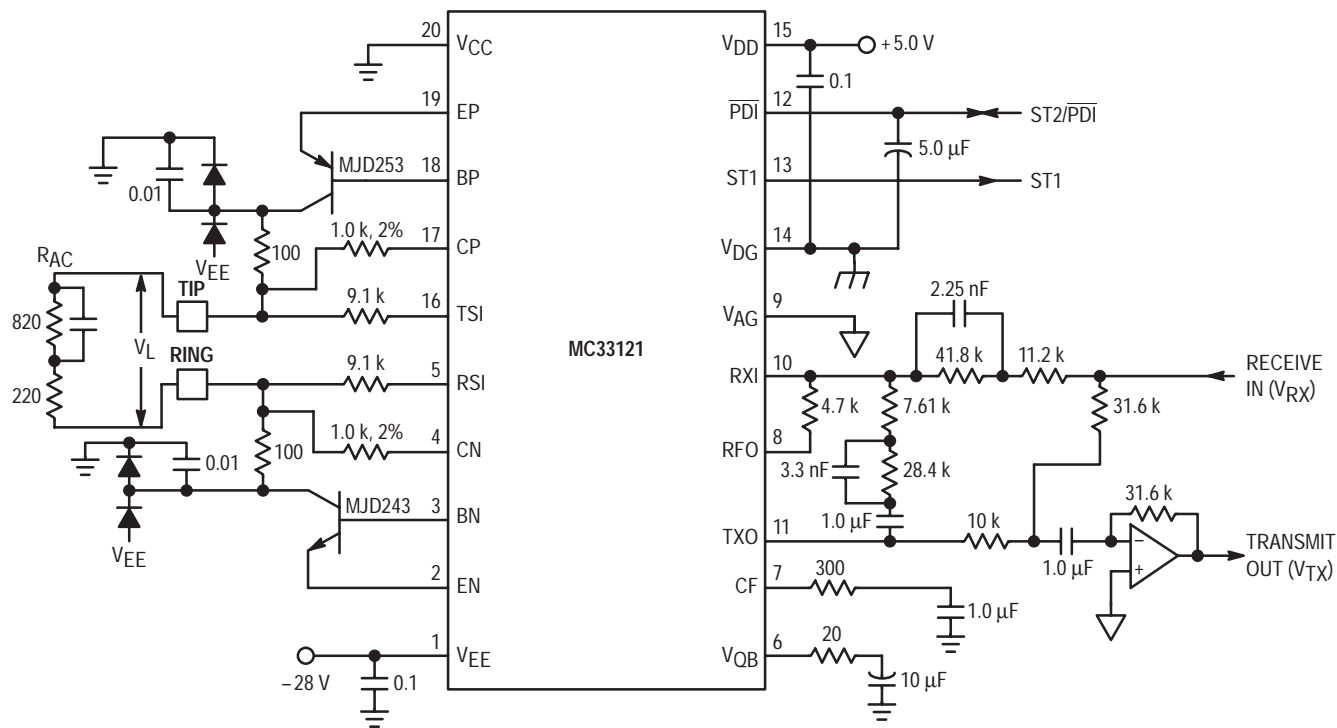 20
VCC
19
EP
MJD253
18
BP
0.01
1.0 k, 2%
17
CP
100
VEE
RAC
TIP
9.1 k
16
TSI
820
VL
RING
9.1 k
5
RSI
220
1.0 k, 2%
4
CN
100
0.01
MJD243
3
BN
VEE
2
EN
1
VEE
–28 V
0.1
MC33121
VDD
15
+5.0 V
0.1
PDI
12
ST2/PDI
5.0 µF
ST1
13
ST1
VDG
14
VAG
9
2.25 nF
RXI
10
41.8 k
11.2 k
RECEIVE
IN (VRX)
4.7 k
7.61 k
31.6 k
RFO
8
3.3 nF
28.4 k
1.0 µF
TXO
11
10 k
1.0 µF
31.6 k
–
+
TRANSMIT
OUT (VTX)
CF
7
300
1.0 µF
VQB
6
20
10 µF